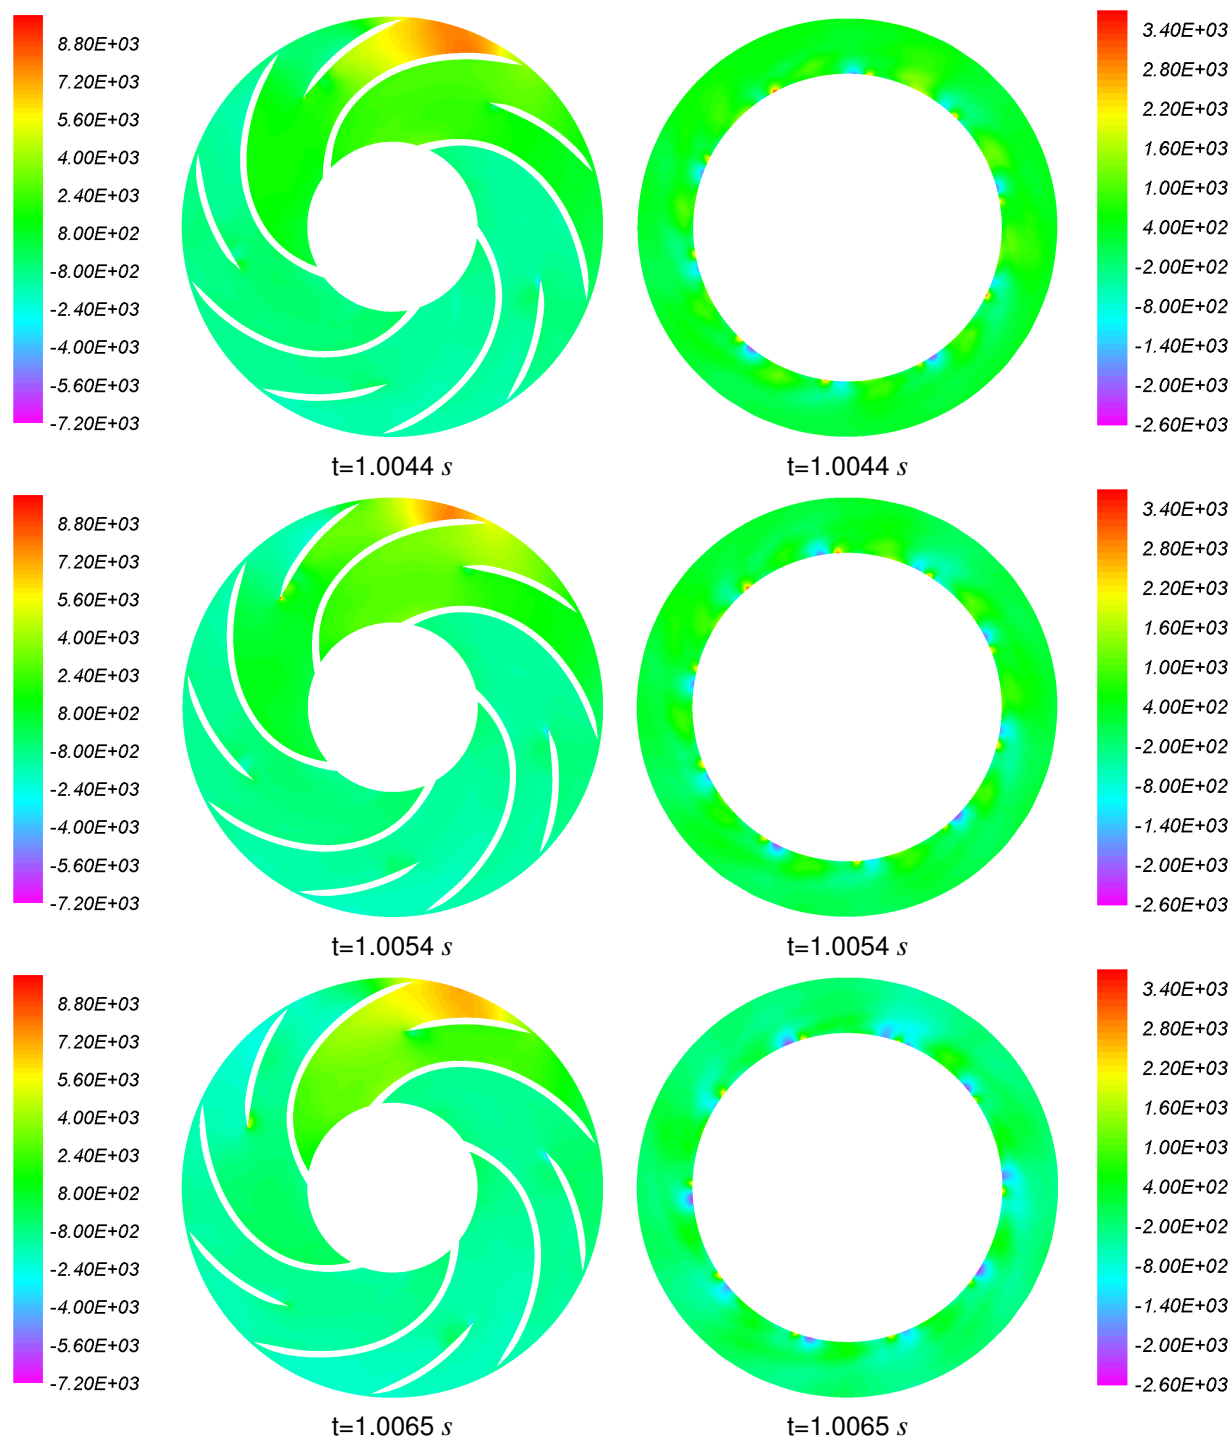 8.80E+03
7.20E+03
5.60E+03
4.00E+03
2.40E+03
8.00E+02
-8.00E+02
-2.40E+03
-4.00E+03
-5.60E+03
-7.20E+03
3.40E+03
2.80E+03
2.20E+03
1.60E+03
1.00E+03
4.00E+02
-2.00E+02
-8.00E+02
-1.40E+03
-2.00E+03
-2.60E+03
t=1.0044 s
t=1.0044 s
8.80E+03
7.20E+03
5.60E+03
4.00E+03
2.40E+03
8.00E+02
-8.00E+02
-2.40E+03
-4.00E+03
-5.60E+03
-7.20E+03
3.40E+03
2.80E+03
2.20E+03
1.60E+03
1.00E+03
4.00E+02
-2.00E+02
-8.00E+02
-1.40E+03
-2.00E+03
-2.60E+03
t=1.0054 s
t=1.0054 s
8.80E+03
7.20E+03
5.60E+03
4.00E+03
2.40E+03
8.00E+02
-8.00E+02
-2.40E+03
-4.00E+03
-5.60E+03
-7.20E+03
3.40E+03
2.80E+03
2.20E+03
1.60E+03
1.00E+03
4.00E+02
-2.00E+02
-8.00E+02
-1.40E+03
-2.00E+03
-2.60E+03
t=1.0065 s
t=1.0065 s